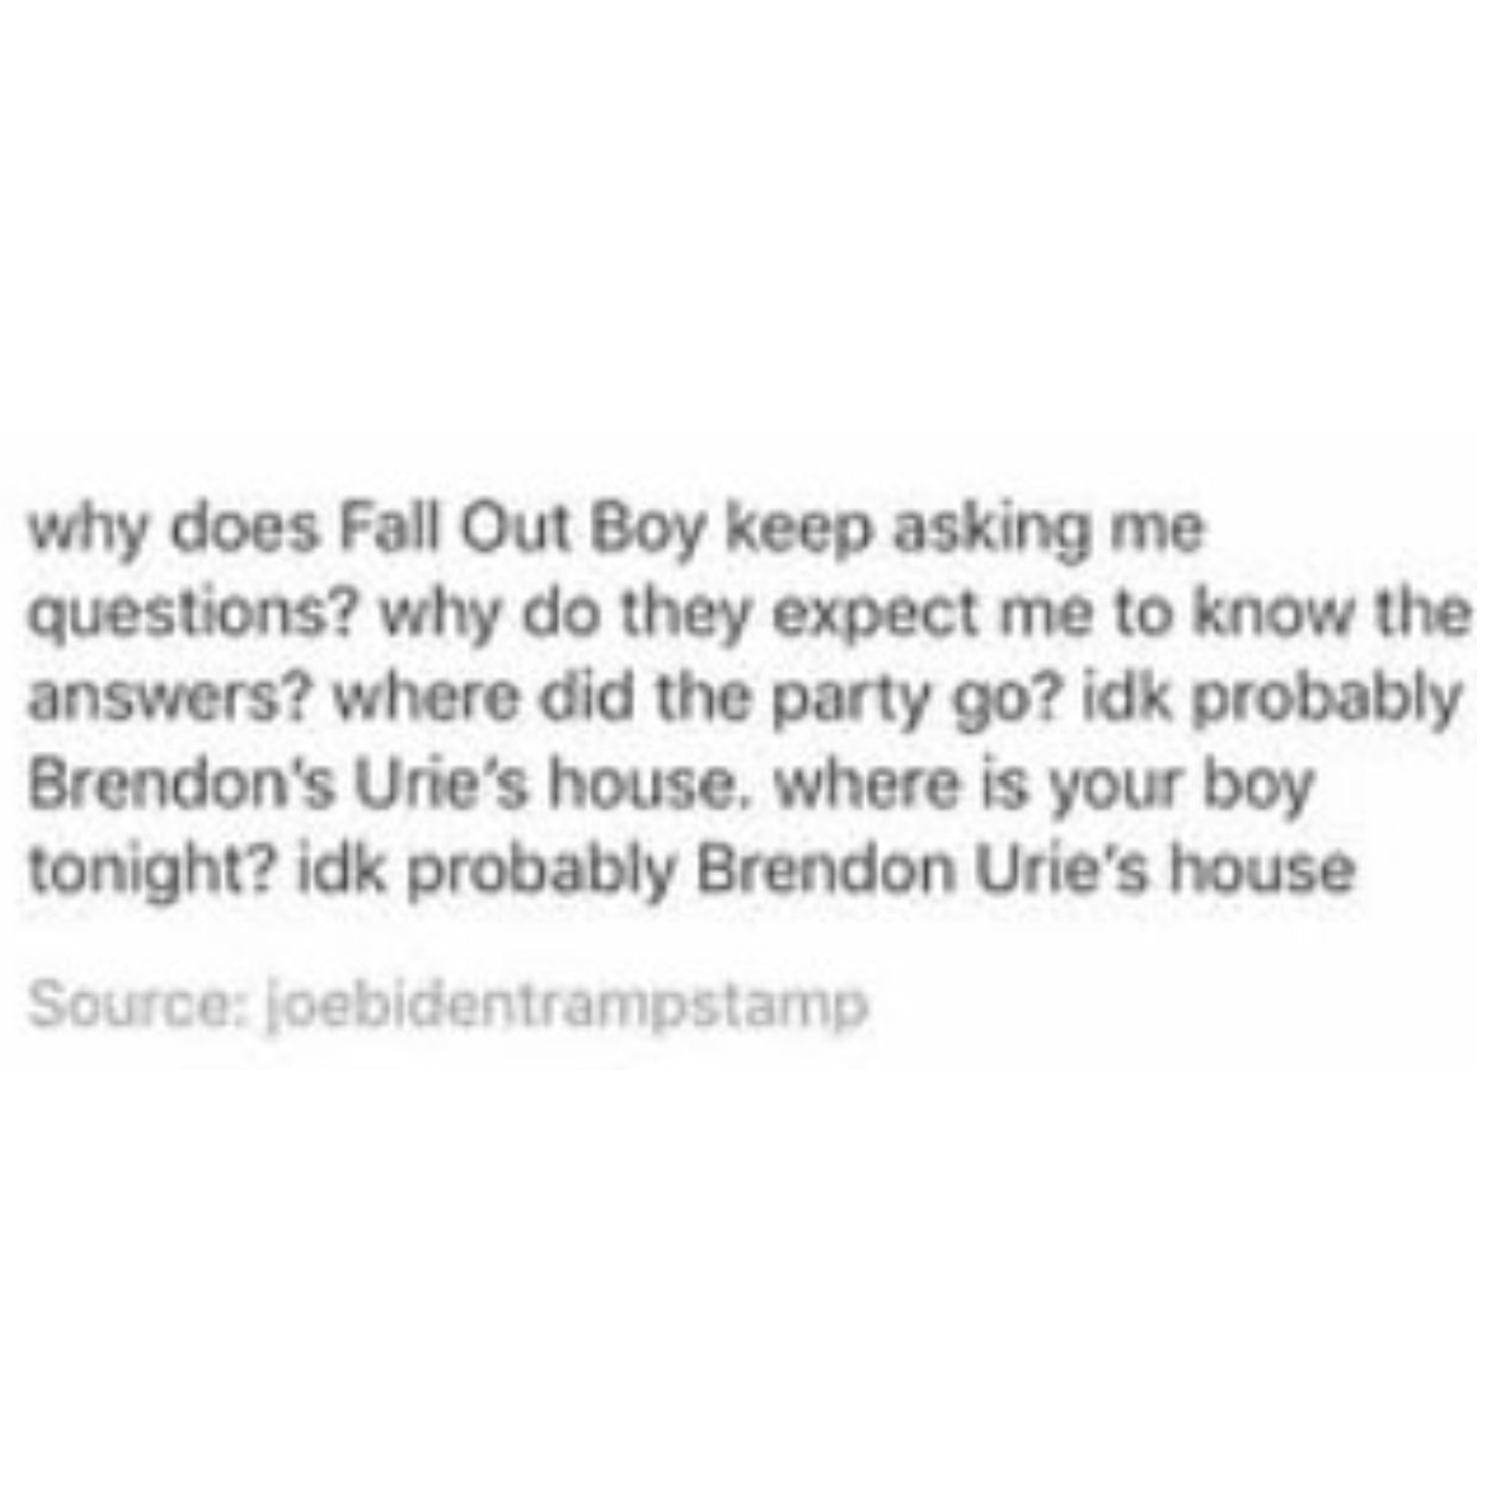 why does Fall Out Boy keep asking me
questions? why do they expect me to know the
answers? where did the party go? idk probably
Brendon's Urie's house. where is your boy
tonight? idk probably Brendon Urie's house
Source: joebidentrampstamp